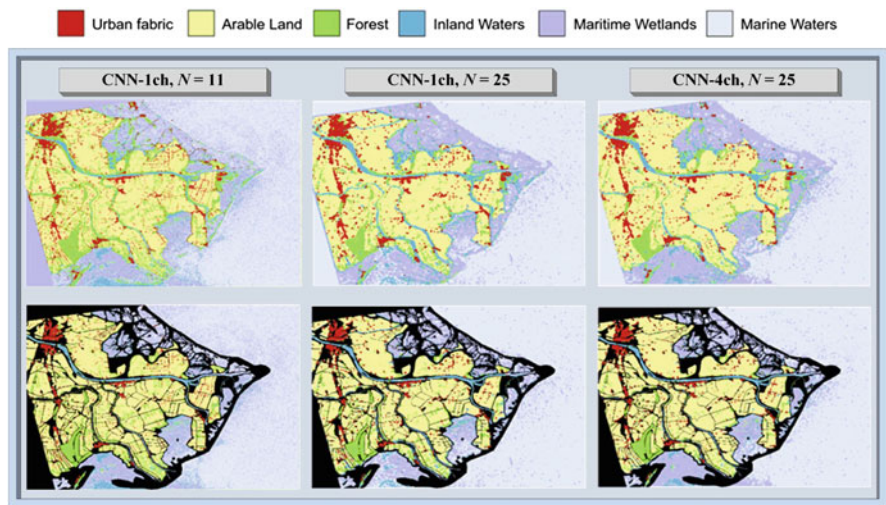 Urban fabric Arable Land Forest Inland Waters Maritime Wetlands Marine Waters
CNN-1ch, N = 11 CNN-1ch, N = 25 CNN-4ch, N = 25